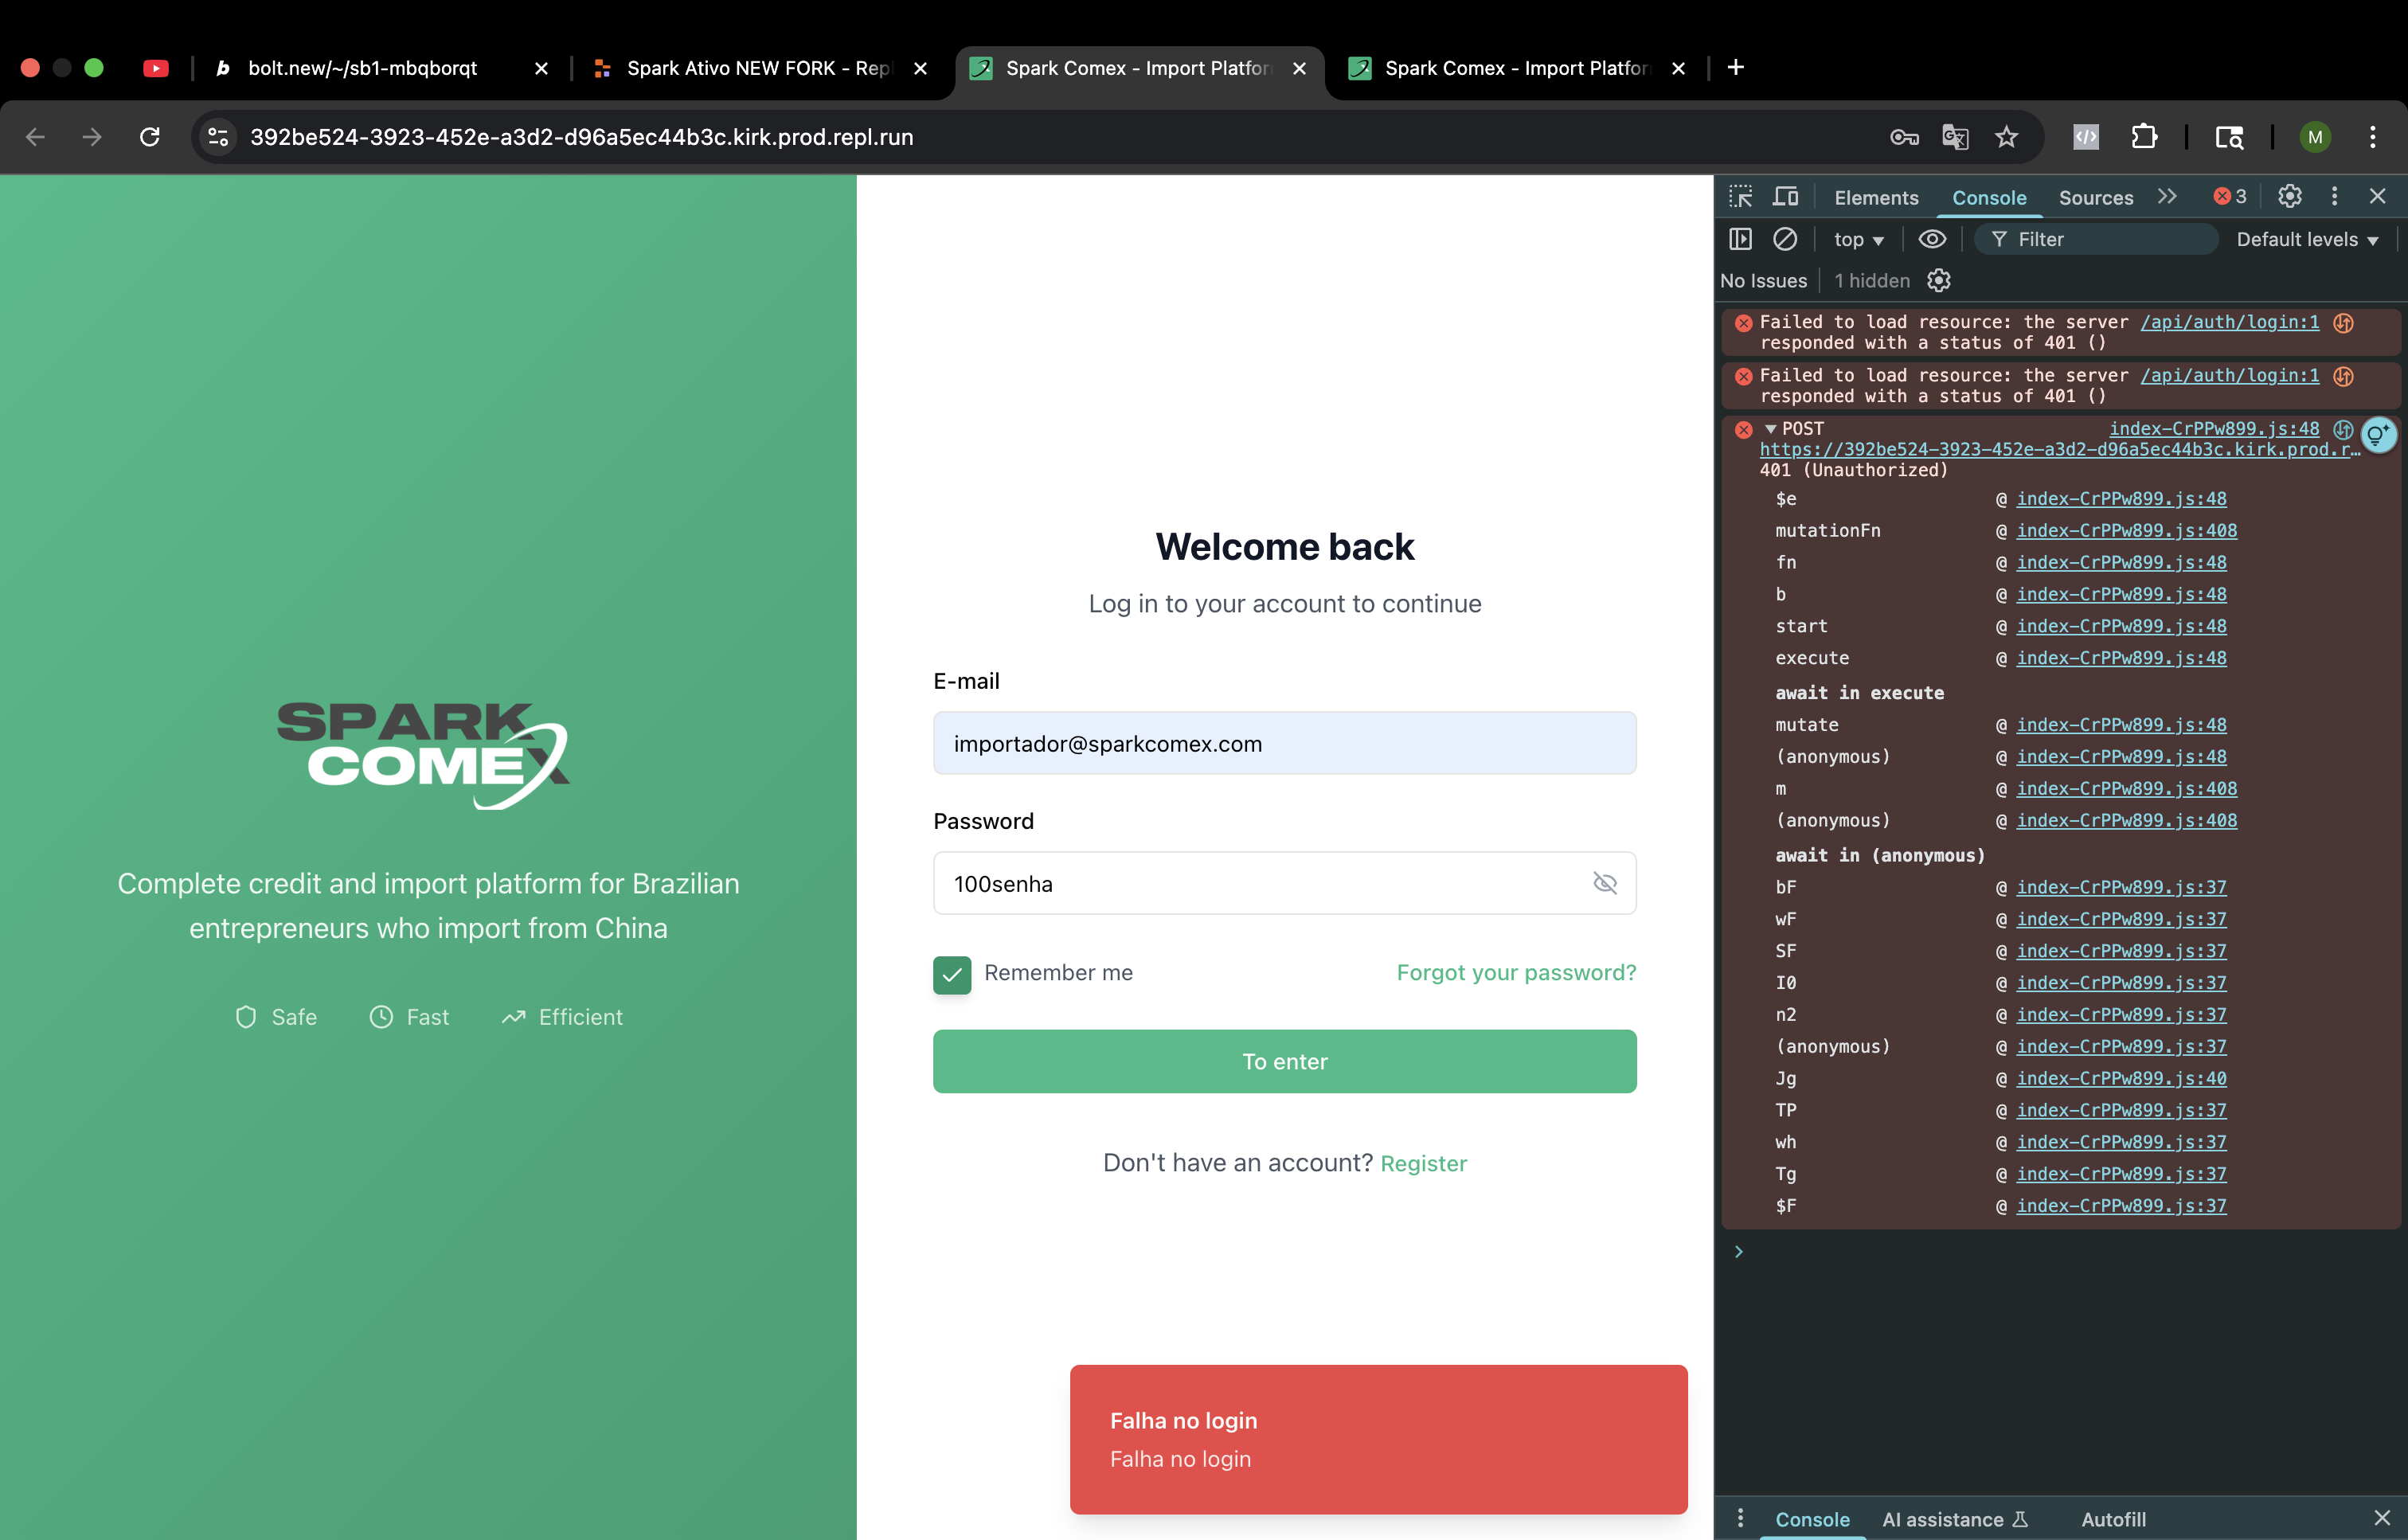 bolt.new/~/sb1-mbqborqt
Spark Ativo NEW FORK - Repl
Spark Comex - Import Platfor
Spark Comex - Import Platfor
392be524-3923-452e-a3d2-d96a5ec44b3c.kirk.prod.repl.run
M
SPARK
COMEX
Complete credit and import platform for Brazilian
entrepreneurs who import from China
Safe
Fast
Efficient
Welcome back
Log in to your account to continue
E-mail
importador@sparkcomex.com
Password
100senha
Remember me
Forgot your password?
To enter
Don't have an account? Register
Falha no login
Falha no login
Elements
Console
Sources
3
top
Filter
Default levels
No Issues
1 hidden
Failed to load resource: the server /api/auth/login:1
responded with a status of 401 ()
Failed to load resource: the server /api/auth/login:1
responded with a status of 401 ()
POST index-CrPPw899.js:48
https://392be524-3923-452e-a3d2-d96a5ec44b3c.kirk.prod.r…
401 (Unauthorized)
$e @ index-CrPPw899.js:48
mutationFn @ index-CrPPw899.js:408
fn @ index-CrPPw899.js:48
b @ index-CrPPw899.js:48
start @ index-CrPPw899.js:48
execute @ index-CrPPw899.js:48
await in execute
mutate @ index-CrPPw899.js:48
(anonymous) @ index-CrPPw899.js:48
m @ index-CrPPw899.js:408
(anonymous) @ index-CrPPw899.js:408
await in (anonymous)
bF @ index-CrPPw899.js:37
wF @ index-CrPPw899.js:37
SF @ index-CrPPw899.js:37
I0 @ index-CrPPw899.js:37
n2 @ index-CrPPw899.js:37
(anonymous) @ index-CrPPw899.js:37
Jg @ index-CrPPw899.js:40
TP @ index-CrPPw899.js:37
wh @ index-CrPPw899.js:37
Tg @ index-CrPPw899.js:37
$F @ index-CrPPw899.js:37
Console
AI assistance
Autofill